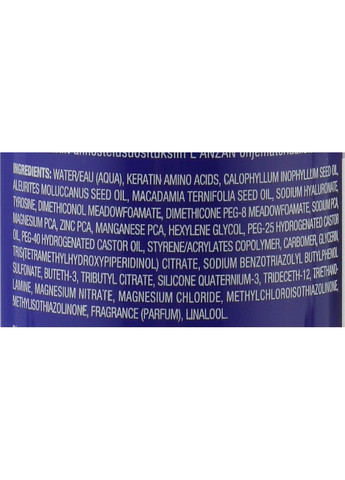 annostelusuosituksiin L'ANZAN ohjemateriaali
INGREDIENTS: WATER/EAU (AQUA), KERATIN AMINO ACIDS, CALOPHYLLUM INOPHYLLUM SEED OIL,
ALEURITES MOLUCCANUS SEED OIL, MACADAMIA TERNIFOLIA SEED OIL, SODIUM HYALURONATE,
TYROSINE, DIMETHICONOL MEADOWFOAMATE, DIMETHICONE PEG-8 MEADOWFOAMATE, SODIUM PCA,
MAGNESIUM PCA, ZINC PCA, MANGANESE PCA, HEXYLENE GLYCOL, PEG-25 HYDROGENATED CASTOR
OIL, PEG-40 HYDROGENATED CASTOR OIL, STYRENE/ACRYLATES COPOLYMER, CARBOMER, GLYCERIN,
TRIS(TETRAMETHYLHYDROXYPIPERIDINOL) CITRATE, SODIUM BENZOTRIAZOLYL BUTYLPHENOL
SULFONATE, BUTETH-3, TRIBUTYL CITRATE, SILICONE QUATERNIUM-3, TRIDECETH-12, TRIETHANO-
LAMINE, MAGNESIUM NITRATE, MAGNESIUM CHLORIDE, METHYLCHLOROISOTHIAZOLINONE,
METHYLISOTHIAZOLINONE, FRAGRANCE (PARFUM), LINALOOL.